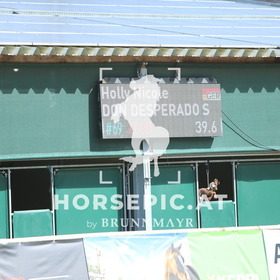 Holly Nicole
DON DESPERADO S
#69 39.6
HORSEPIC.AT
by BRUNNMAYR